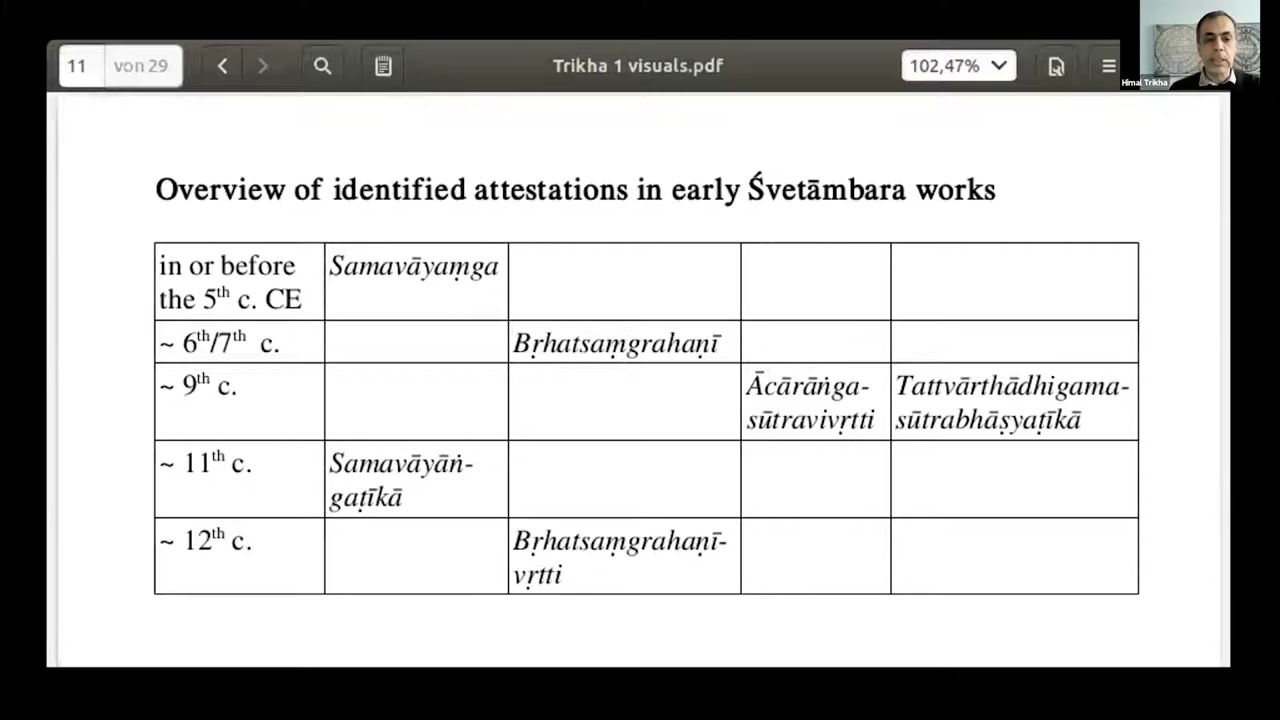 11 von 29 Trikha 1 visuals.pdf 102,47%
Himal Trikha
Overview of identified attestations in early Śvetāmbara works
in or before Samavāyaṃga
the 5th c. CE
~ 6th/7th c. Bṛhatsaṃgrahaṇī
~ 9th c. Ācārāṅga- Tattvārthādhigama-
sūtravivṛtti sūtrabhāṣyaṭīkā
~ 11th c. Samavāyāṅ-
gaṭīkā
~ 12th c. Bṛhatsaṃgrahaṇī-
vṛtti